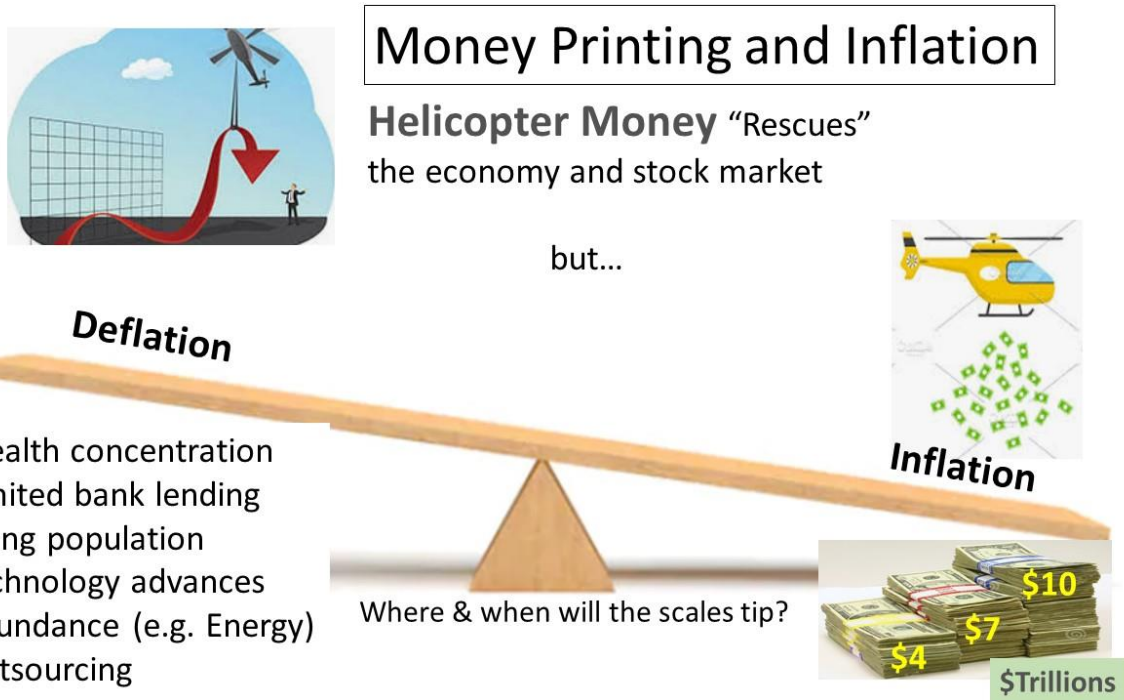 Money Printing and Inflation
Helicopter Money “Rescues”
the economy and stock market
but...
Deflation
Inflation
ealth concentration
nited bank lending
ng population
chnology advances
undance (e.g. Energy)
tsourcing
Where & when will the scales tip?
$10
$7
$4
$Trillions